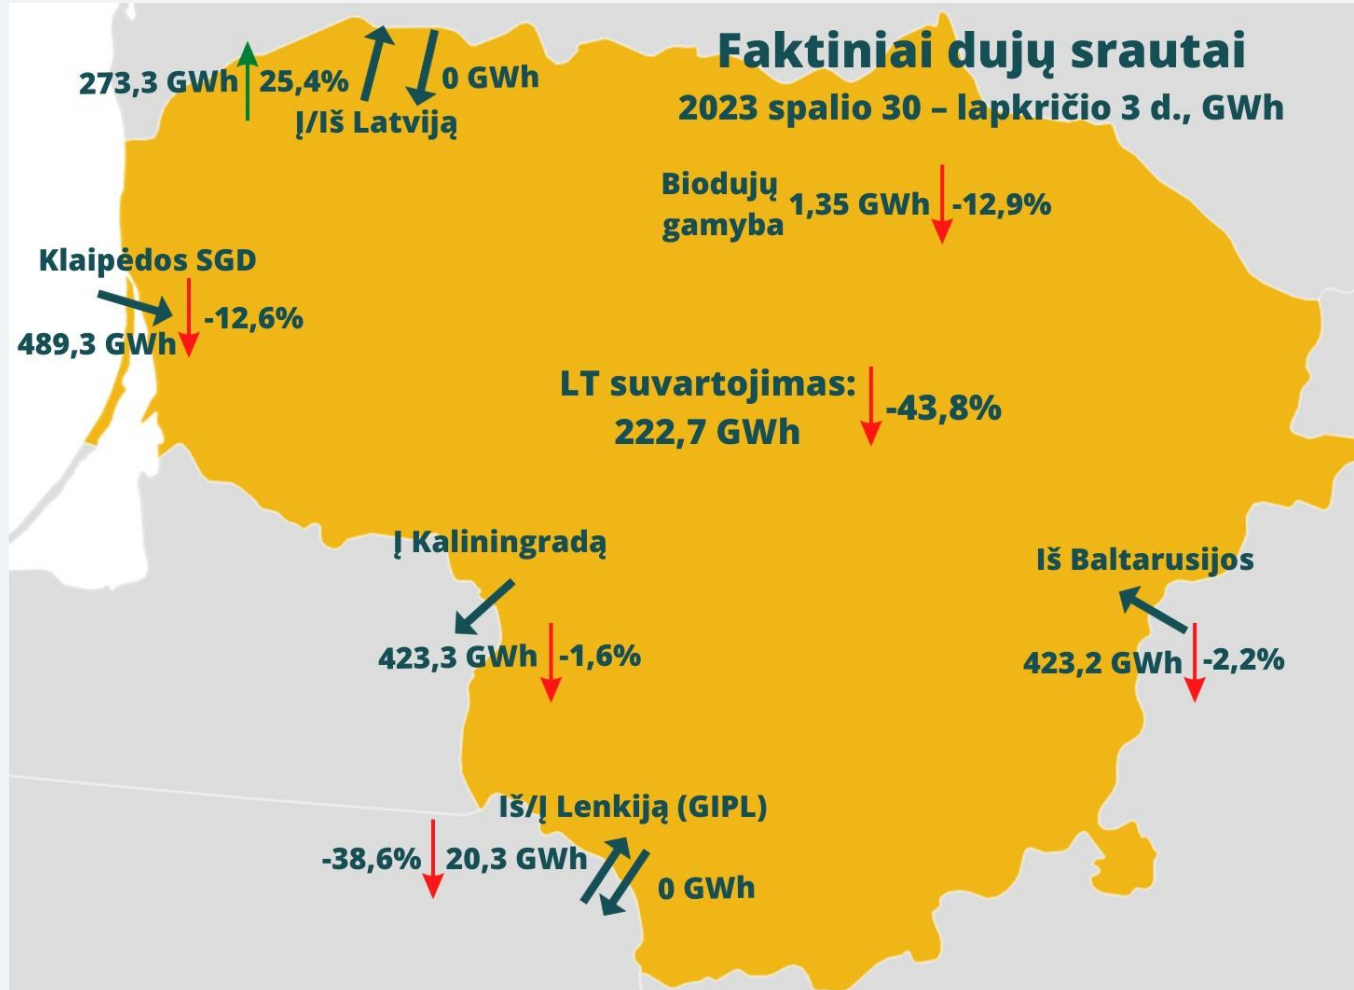 Faktiniai dujų srautai
2023 spalio 30 – lapkričio 3 d., GWh
273,3 GWh 25,4% 0 GWh
Į/Iš Latviją
Biodujų
gamyba
1,35 GWh -12,9%
Klaipėdos SGD
-12,6%
489,3 GWh
LT suvartojimas:
222,7 GWh
-43,8%
Į Kaliningradą
423,3 GWh -1,6%
Iš Baltarusijos
423,2 GWh -2,2%
Iš/Į Lenkiją (GIPL)
-38,6% 20,3 GWh
0 GWh